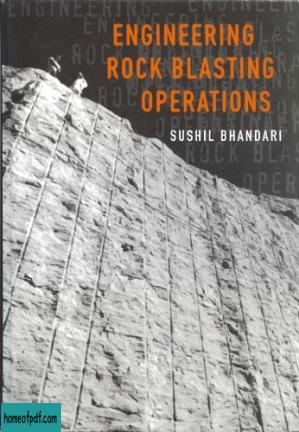 ENGINEERING
ROCK BLASTING
OPERATIONS
SUSHIL BHANDARI
homeofpdf.com